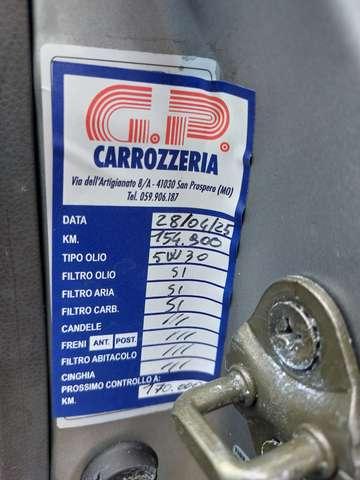 G.P.
CARROZZERIA
Via dell'Artigianato 8/A - 41030 San Prospero (MO)
Tel. 059.906.187
DATA 28/04/25
KM. 154.900
TIPO OLIO 5W30
FILTRO OLIO SI
FILTRO ARIA SI
FILTRO CARB. SI
CANDELE ///
FRENI ANT. POST. ///
FILTRO ABITACOLO ///
CINGHIA
PROSSIMO CONTROLLO A:
KM. 170.000